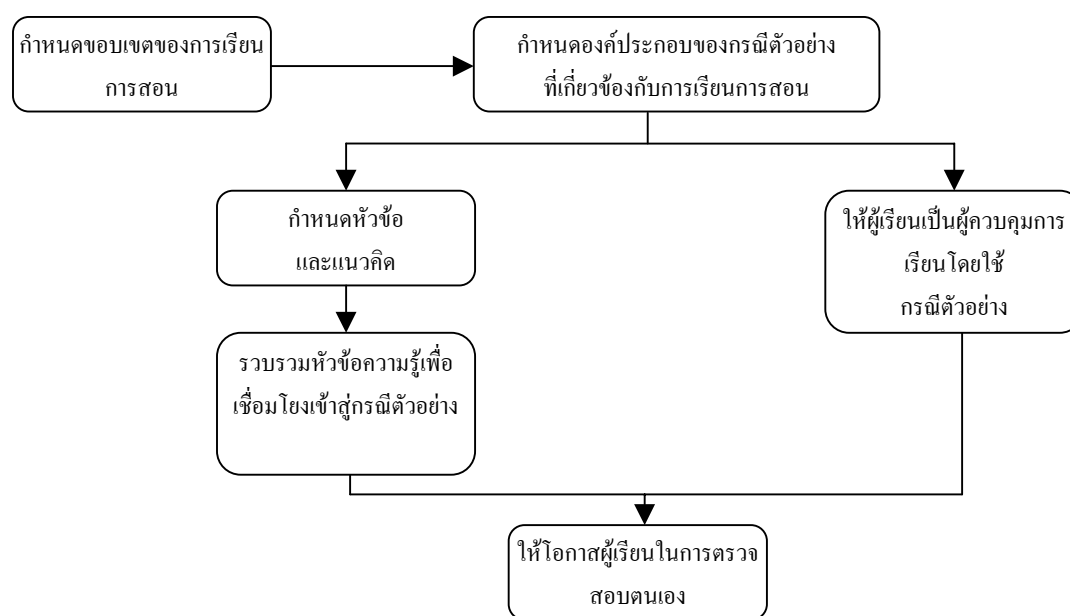 กำหนดขอบเขตของการเรียน
การสอน
กำหนดองค์ประกอบของกรณีตัวอย่าง
ที่เกี่ยวข้องกับการเรียนการสอน
กำหนดหัวข้อ
และแนวคิด
ให้ผู้เรียนเป็นผู้ควบคุมการ
เรียนโดยใช้
กรณีตัวอย่าง
รวบรวมหัวข้อความรู้เพื่อ
เชื่อมโยงเข้าสู่กรณีตัวอย่าง
ให้โอกาสผู้เรียนในการตรวจ
สอบตนเอง